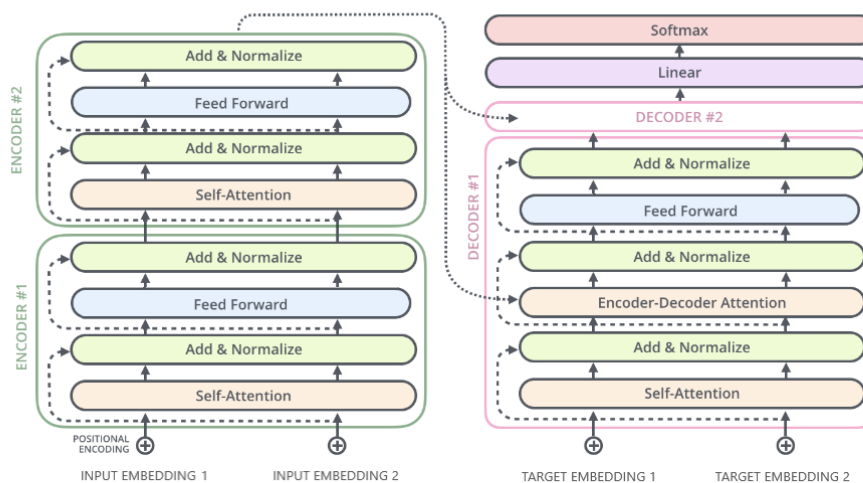 ENCODER #2
Add & Normalize
Feed Forward
Add & Normalize
Self-Attention
ENCODER #1
Add & Normalize
Feed Forward
Add & Normalize
Self-Attention
POSITIONAL
ENCODING
INPUT EMBEDDING 1
INPUT EMBEDDING 2
Softmax
Linear
DECODER #2
DECODER #1
Add & Normalize
Feed Forward
Add & Normalize
Encoder-Decoder Attention
Add & Normalize
Self-Attention
TARGET EMBEDDING 1
TARGET EMBEDDING 2